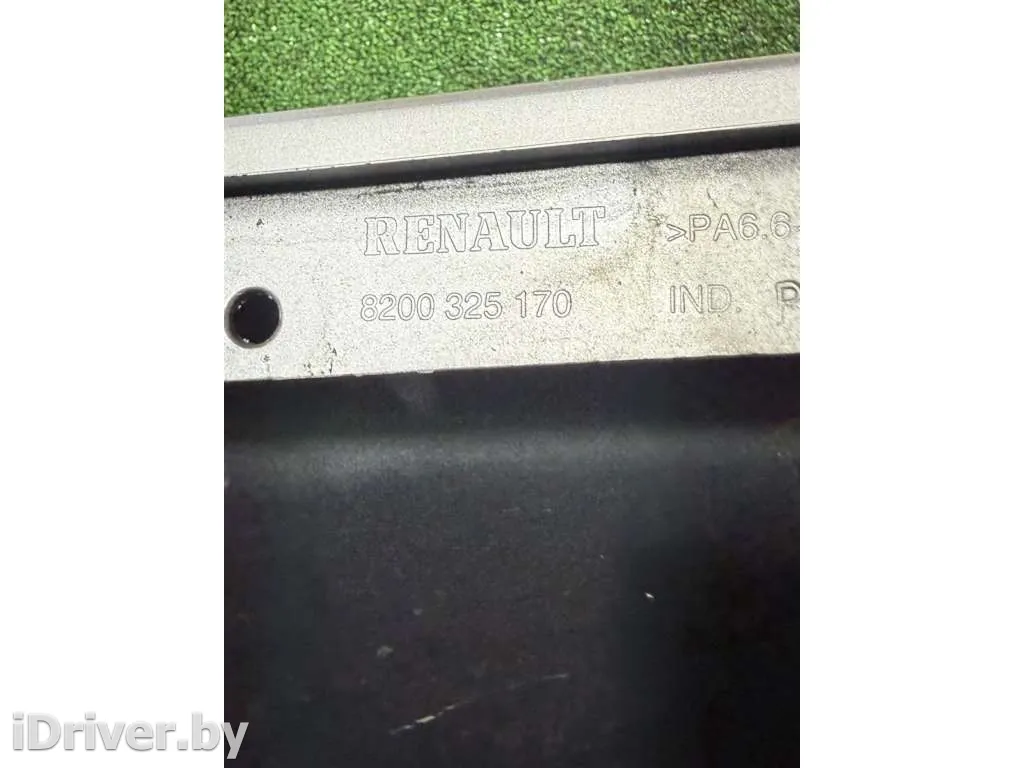 RENAULT >PA6.6-
8200 325 170 IND.
iDriver.by